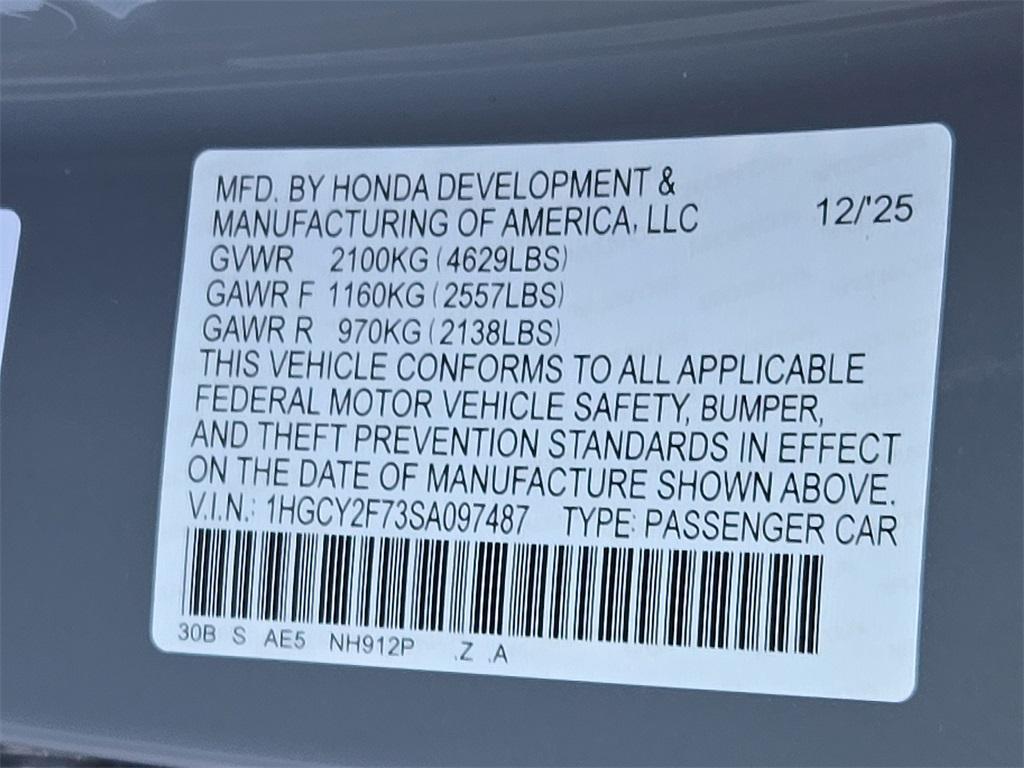 MFD. BY HONDA DEVELOPMENT &
MANUFACTURING OF AMERICA, LLC 12/'25
GVWR 2100KG (4629LBS)
GAWR F 1160KG (2557LBS)
GAWR R 970KG (2138LBS)
THIS VEHICLE CONFORMS TO ALL APPLICABLE
FEDERAL MOTOR VEHICLE SAFETY, BUMPER,
AND THEFT PREVENTION STANDARDS IN EFFECT
ON THE DATE OF MANUFACTURE SHOWN ABOVE.
V.I.N.: 1HGCY2F73SA097487 TYPE: PASSENGER CAR
30B S AE5 NH912P .Z .A